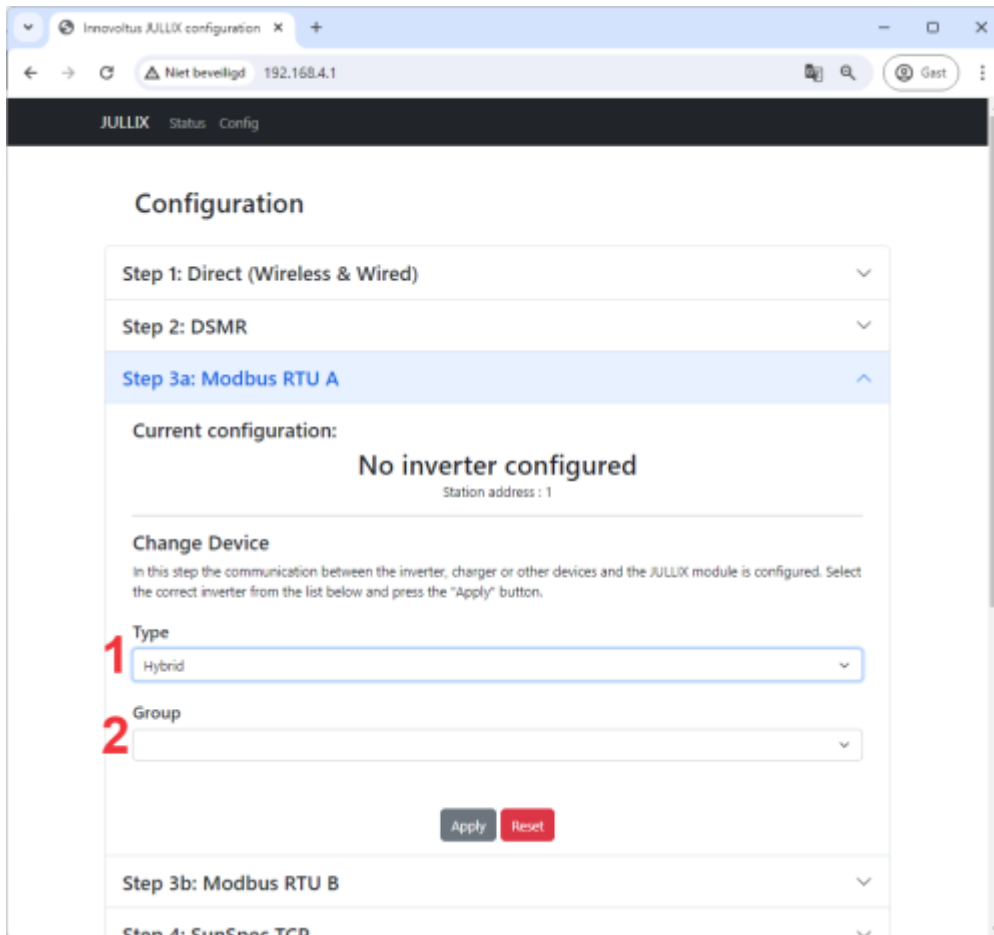 Innovoltus JULLIX configuration
Niet beveiligd 192.168.4.1
Gast
JULLIX Status Config
Configuration
Step 1: Direct (Wireless & Wired)
Step 2: DSMR
Step 3a: Modbus RTU A
Current configuration:
No inverter configured
Station address : 1
Change Device
In this step the communication between the inverter, charger or other devices and the JULLIX module is configured. Select
the correct inverter from the list below and press the "Apply" button.
Type
1
Hybrid
Group
2
Apply Reset
Step 3b: Modbus RTU B
Step 4: SunSpec TCP